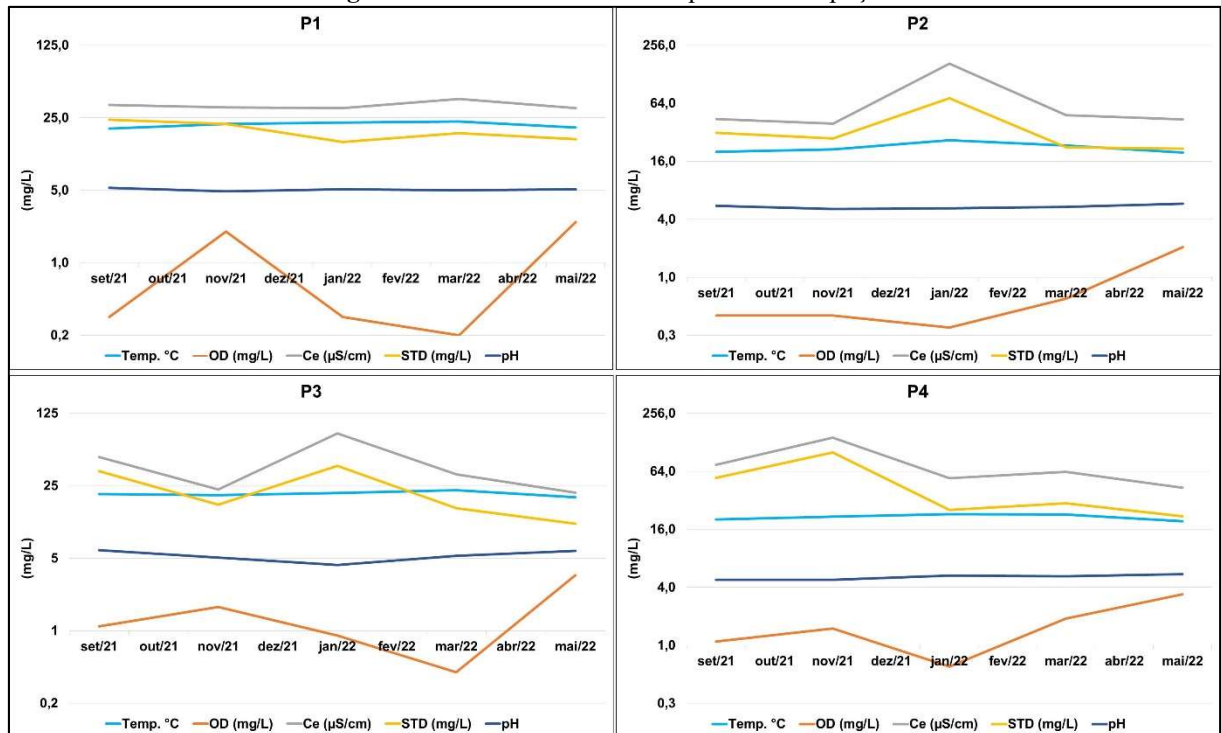 P1
125,0
25,0
5,0
1,0
0,2
(mg/L)
set/21 out/21 nov/21 dez/21 jan/22 fev/22 mar/22 abr/22 mai/22
Temp. °C OD (mg/L) Ce (µS/cm) STD (mg/L) pH
P2
256,0
64,0
16,0
4,0
1,0
0,3
(mg/L)
set/21 out/21 nov/21 dez/21 jan/22 fev/22 mar/22 abr/22 mai/22
Temp. °C OD (mg/L) Ce (µS/cm) STD (mg/L) pH
P3
125
25
5
1
0,2
(mg/L)
set/21 out/21 nov/21 dez/21 jan/22 fev/22 mar/22 abr/22 mai/22
Temp. °C OD (mg/L) Ce (µS/cm) STD (mg/L) pH
P4
256,0
64,0
16,0
4,0
1,0
0,3
(mg/L)
set/21 out/21 nov/21 dez/21 jan/22 fev/22 mar/22 abr/22 mai/22
Temp. °C OD (mg/L) Ce (µS/cm) STD (mg/L) pH